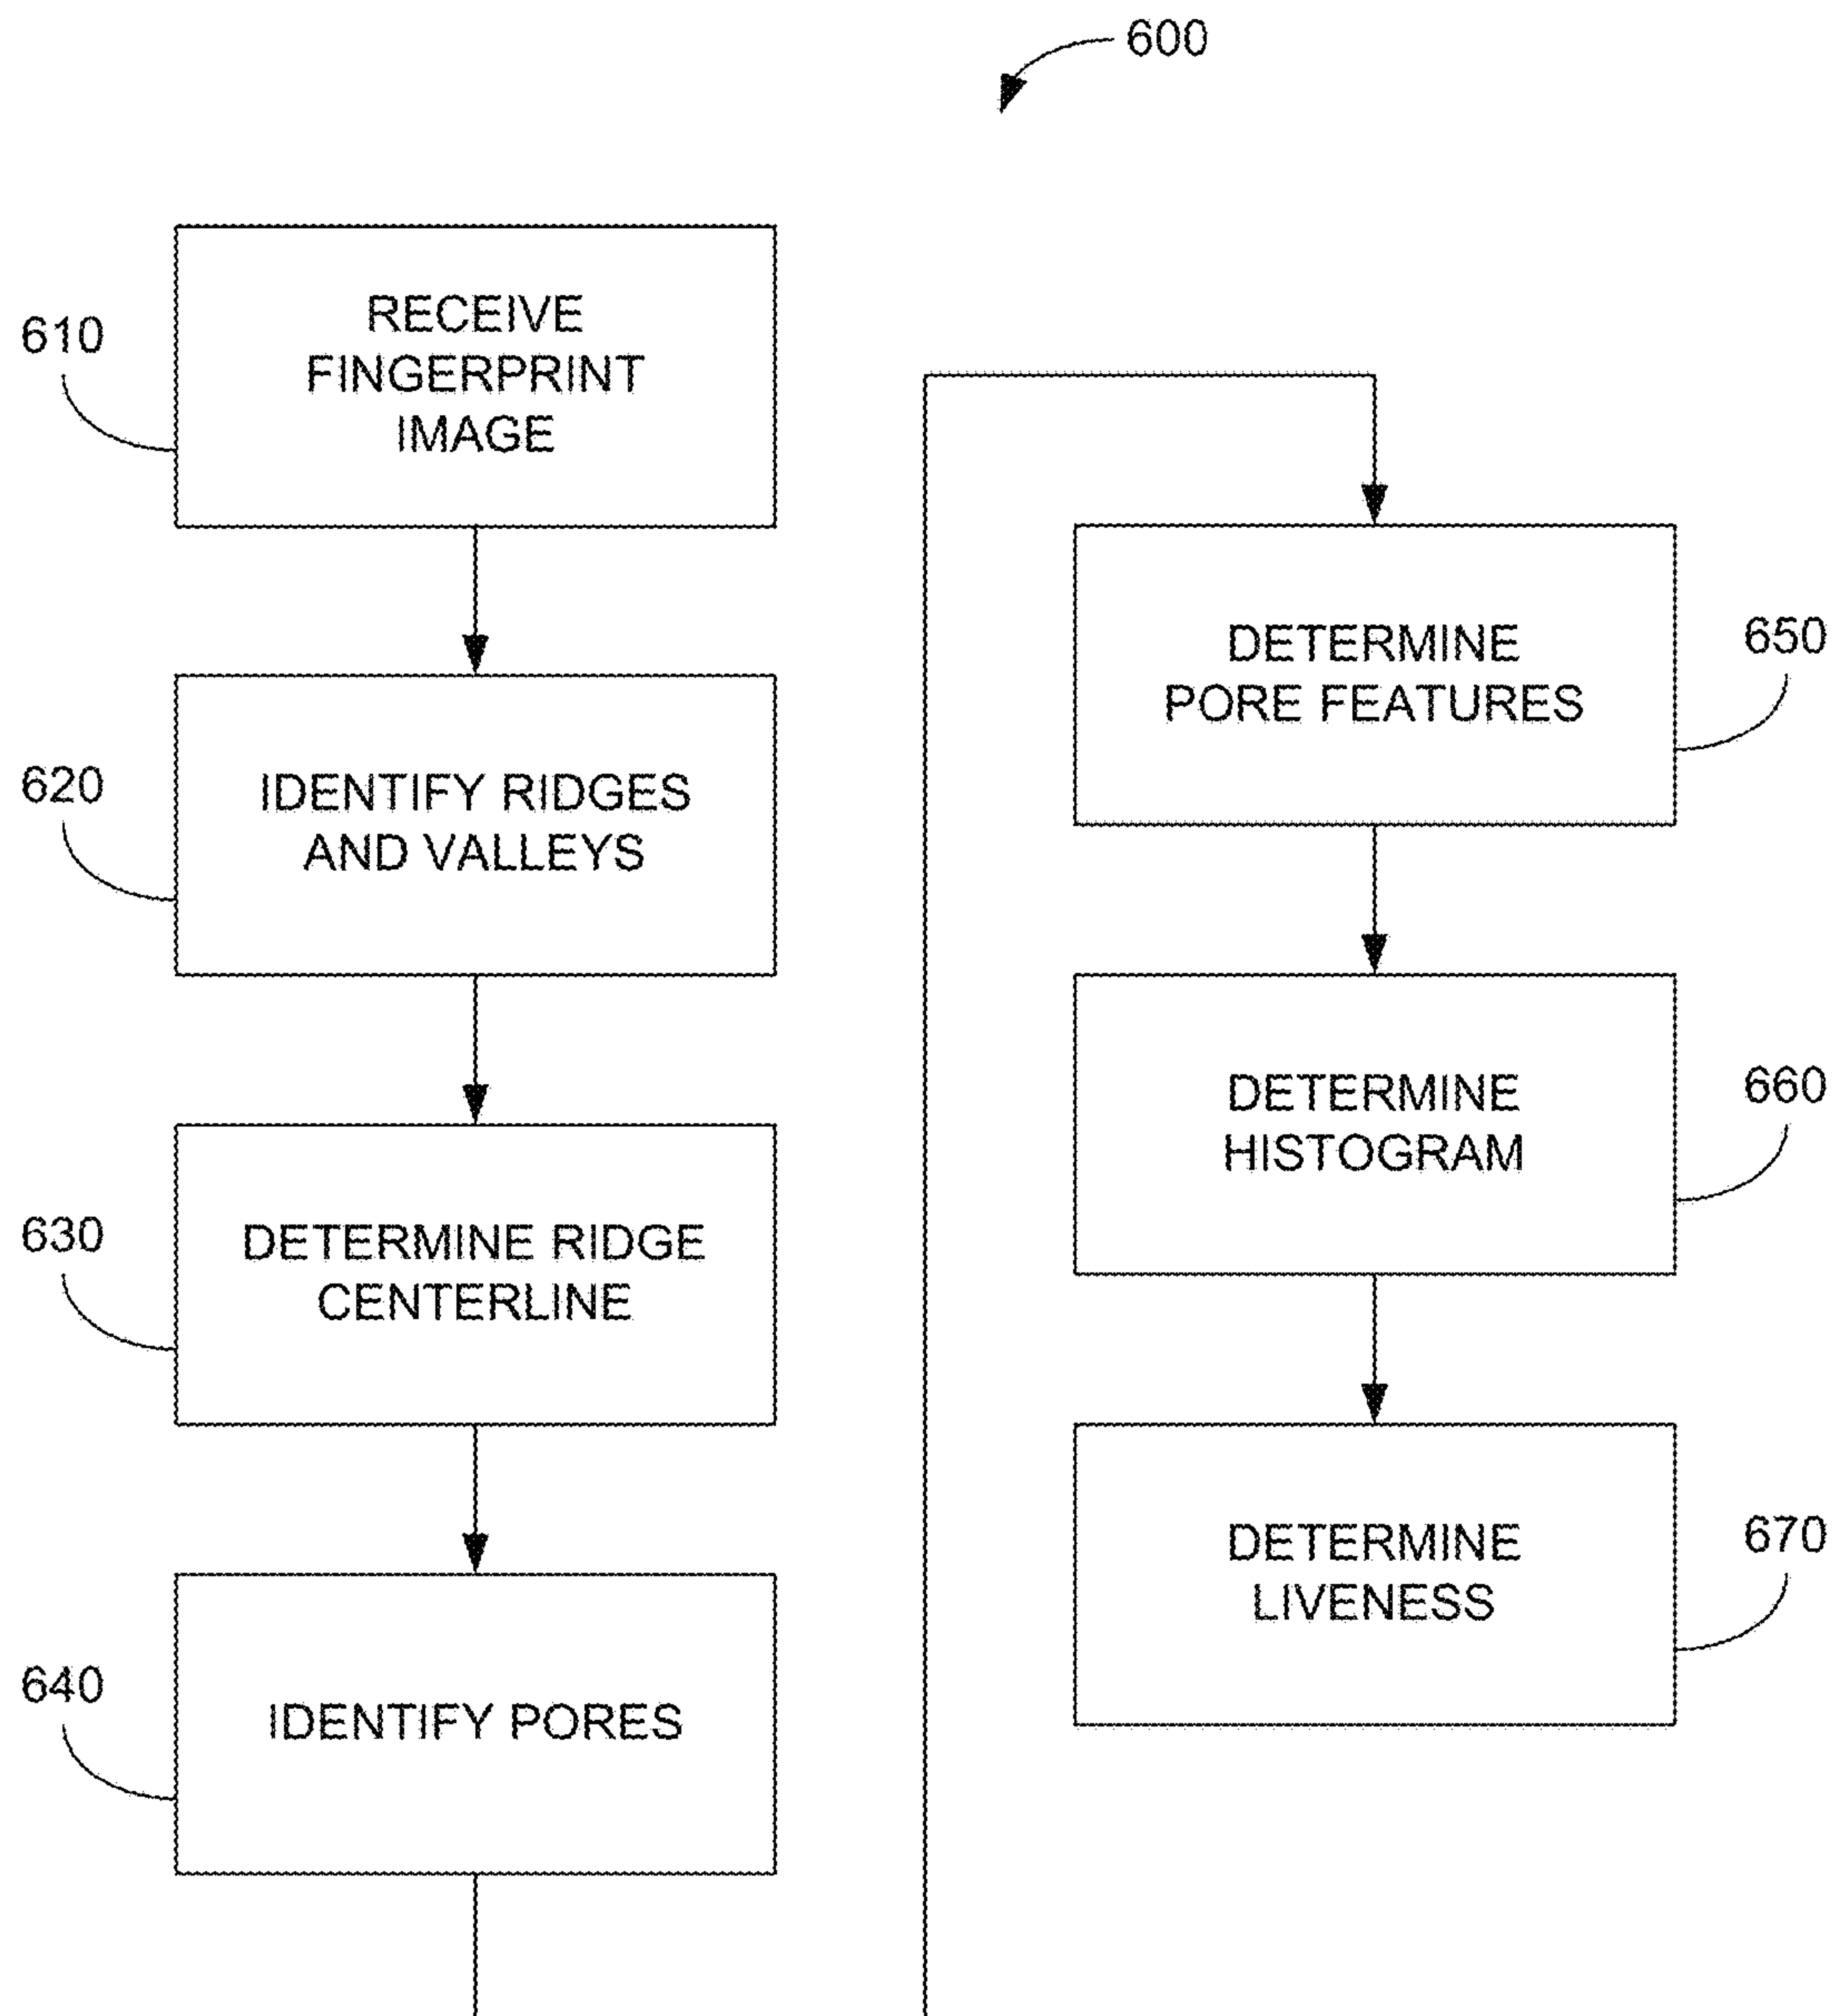 600
610
RECEIVE
FINGERPRINT
IMAGE
620
IDENTIFY RIDGES
AND VALLEYS
630
DETERMINE RIDGE
CENTERLINE
640
IDENTIFY PORES
650
DETERMINE
PORE FEATURES
660
DETERMINE
HISTOGRAM
670
DETERMINE
LIVENESS